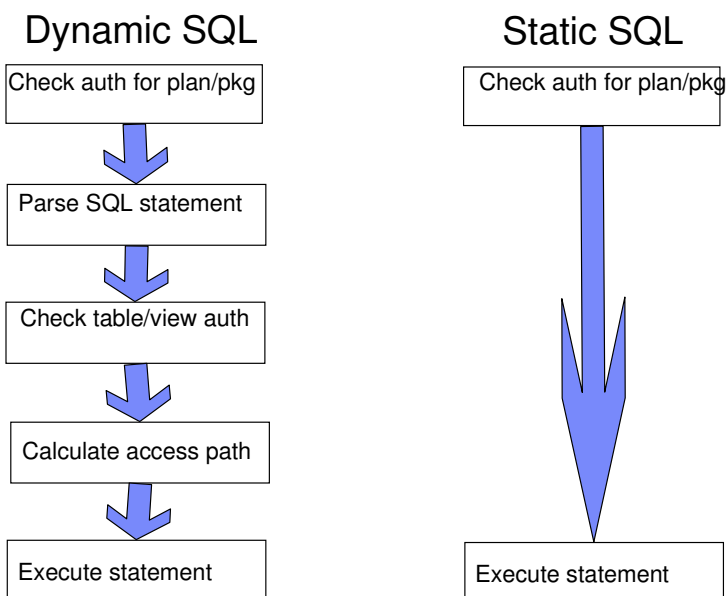 Dynamic SQL
Check auth for plan/pkg
Parse SQL statement
Check table/view auth
Calculate access path
Execute statement
Static SQL
Check auth for plan/pkg
Execute statement